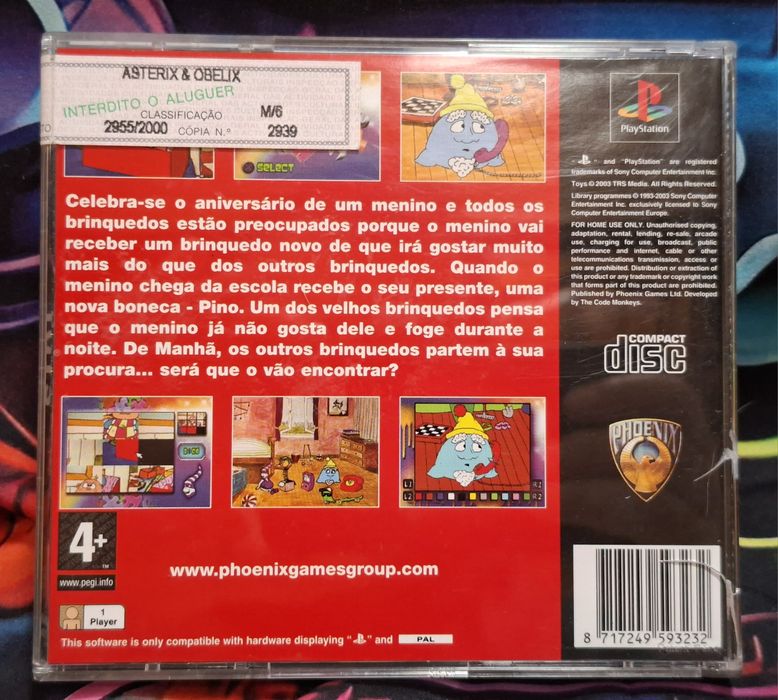 ASTERIX & OBELIX
INTERDITO O ALUGUER
CLASSIFICAÇÃO M/6
2955/2000 CÓPIA N.º 2939
SELECT
PlayStation
" " and "PlayStation" are registered
trademarks of Sony Computer Entertainment Inc.
Toys © 2003 TRS Media. All Rights Reserved.
Library programmes © 1993-2003 Sony Computer
Entertainment Inc. exclusively licensed to Sony
Computer Entertainment Europe.
FOR HOME USE ONLY. Unauthorised copying,
adaptation, rental, lending, re-sale, arcade
use, charging for use, broadcast, public
performance and internet, cable or other
telecommunications transmission, access or
use are prohibited. Distribution or extraction of
this product or any trademark or copyright work
that forms part of this product are prohibited.
Published by Phoenix Games Ltd. Developed
by The Code Monkeys.
Celebra-se o aniversário de um menino e todos os
brinquedos estão preocupados porque o menino vai
receber um brinquedo novo de que irá gostar muito
mais do que dos outros brinquedos. Quando o
menino chega da escola recebe o seu presente, uma
nova boneca - Pino. Um dos velhos brinquedos pensa
que o menino já não gosta dele e foge durante a
noite. De Manhã, os outros brinquedos partem à sua
procura... será que o vão encontrar?
COMPACT
disc
PHOENIX
L1 R1
L2 R2
4+
TM
www.pegi.info
www.phoenixgamesgroup.com
1
Player
This software is only compatible with hardware displaying " " and PAL
8 717249 593232